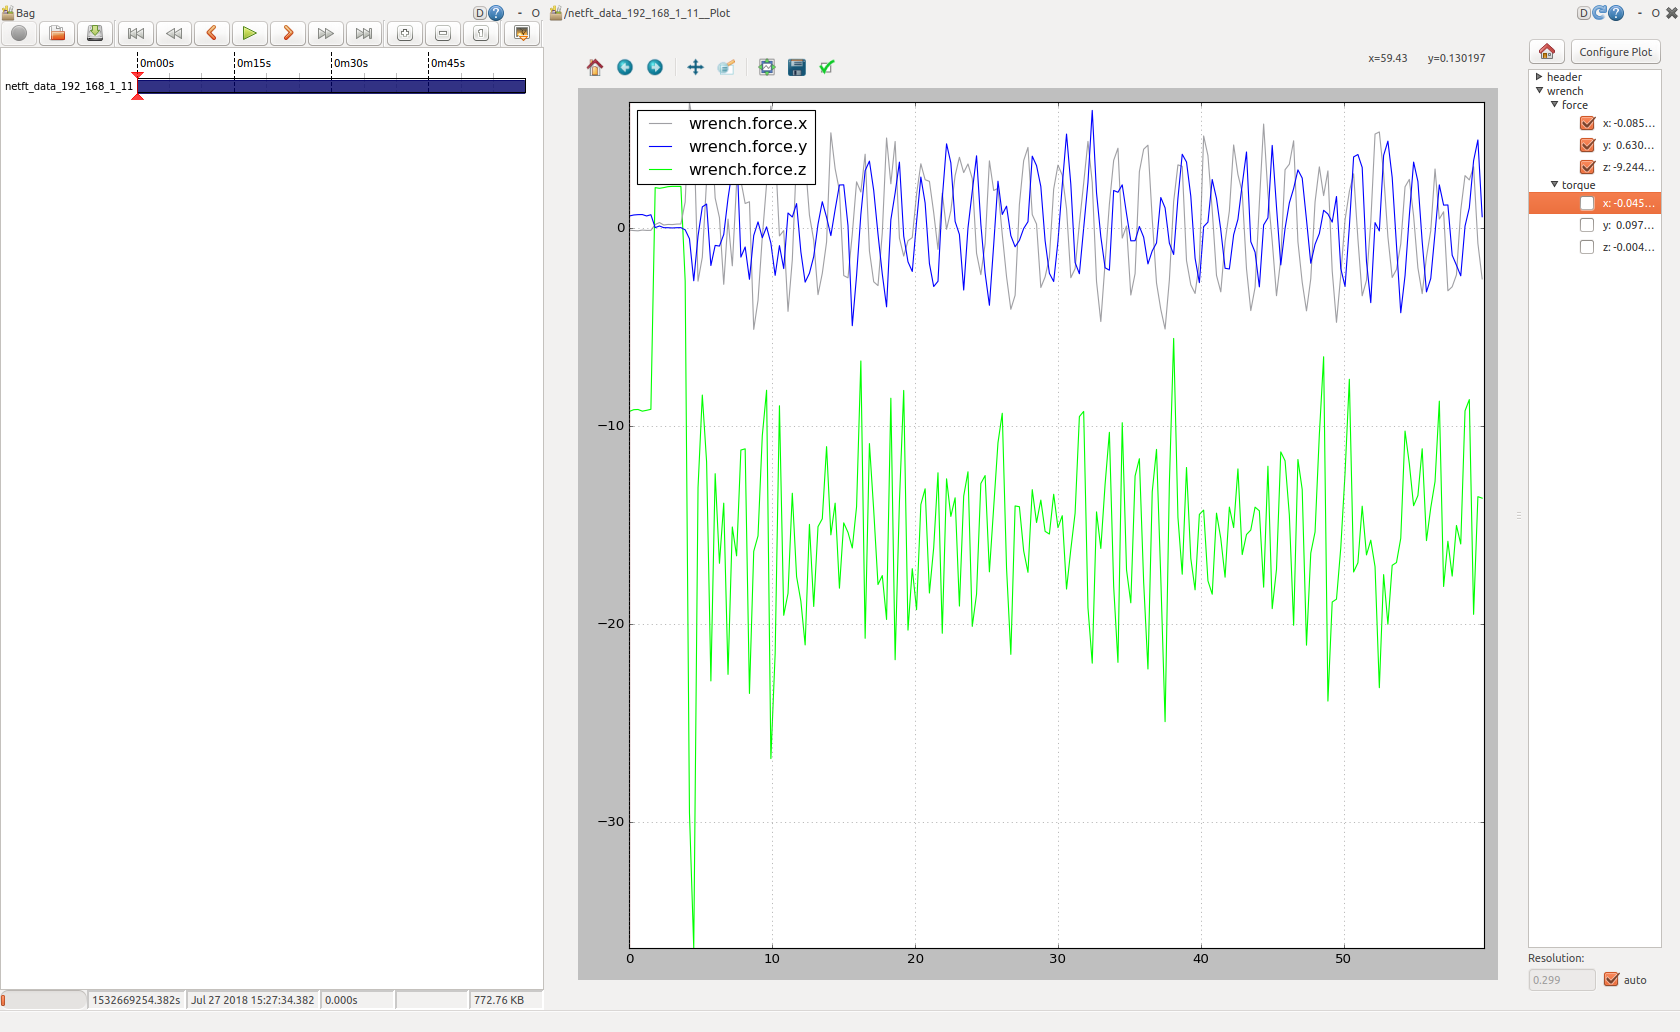 Bag
D ? - O
0m00s 0m15s 0m30s 0m45s
netft_data_192_168_1_11
1532669254.382s Jul 27 2018 15:27:34.382 0.000s 772.76 KB
/netft_data_192_168_1_11__Plot
D ? - O
x=59.43 y=0.130197
wrench.force.x
wrench.force.y
wrench.force.z
0
−10
−20
−30
0 10 20 30 40 50
Configure Plot
header
wrench
force
x: -0.085...
y: 0.630...
z: -9.244...
torque
x: -0.045...
y: 0.097...
z: -0.004...
Resolution:
0.299 auto